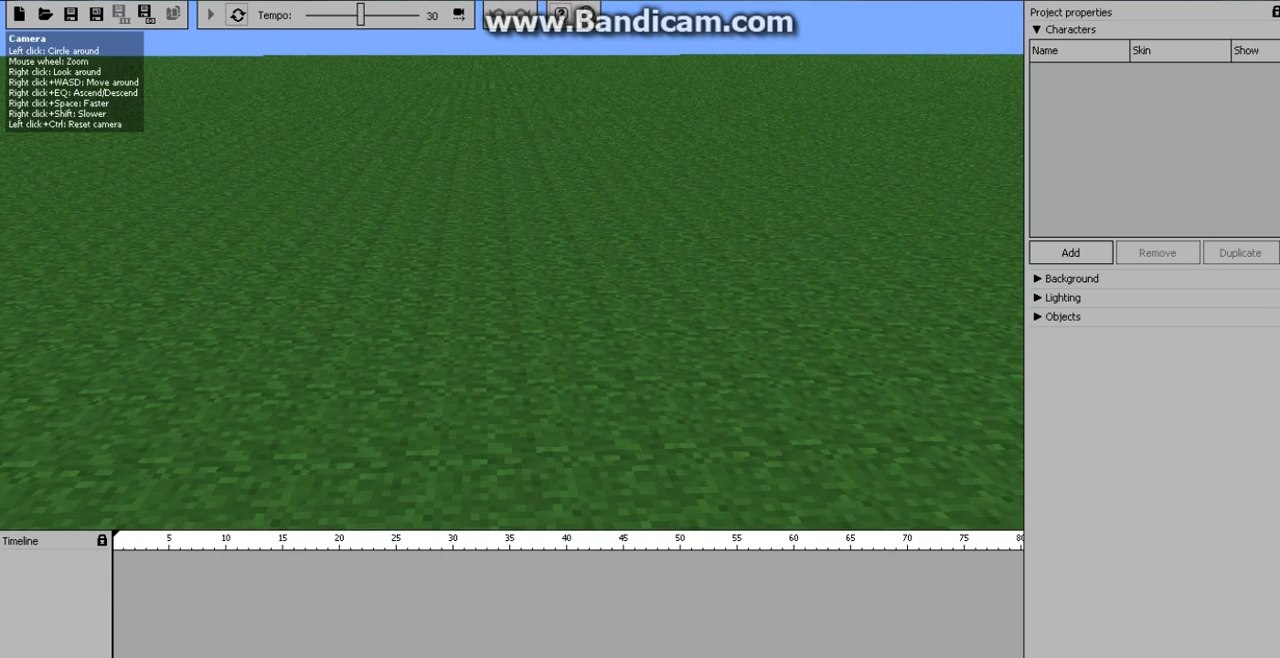 Tempo:
30
www.Bandicam.com
Project properties
Camera
Left click: Circle around
Mouse wheel: Zoom
Right click: Look around
Right click+WASD: Move around
Right click+EQ: Ascend/Descend
Right click+Space: Faster
Right click+Shift: Slower
Left click+Ctrl: Reset camera
Characters
Name Skin Show
Add Remove Duplicate
Background
Lighting
Objects
Timeline
5 10 15 20 25 30 35 40 45 50 55 60 65 70 75 80